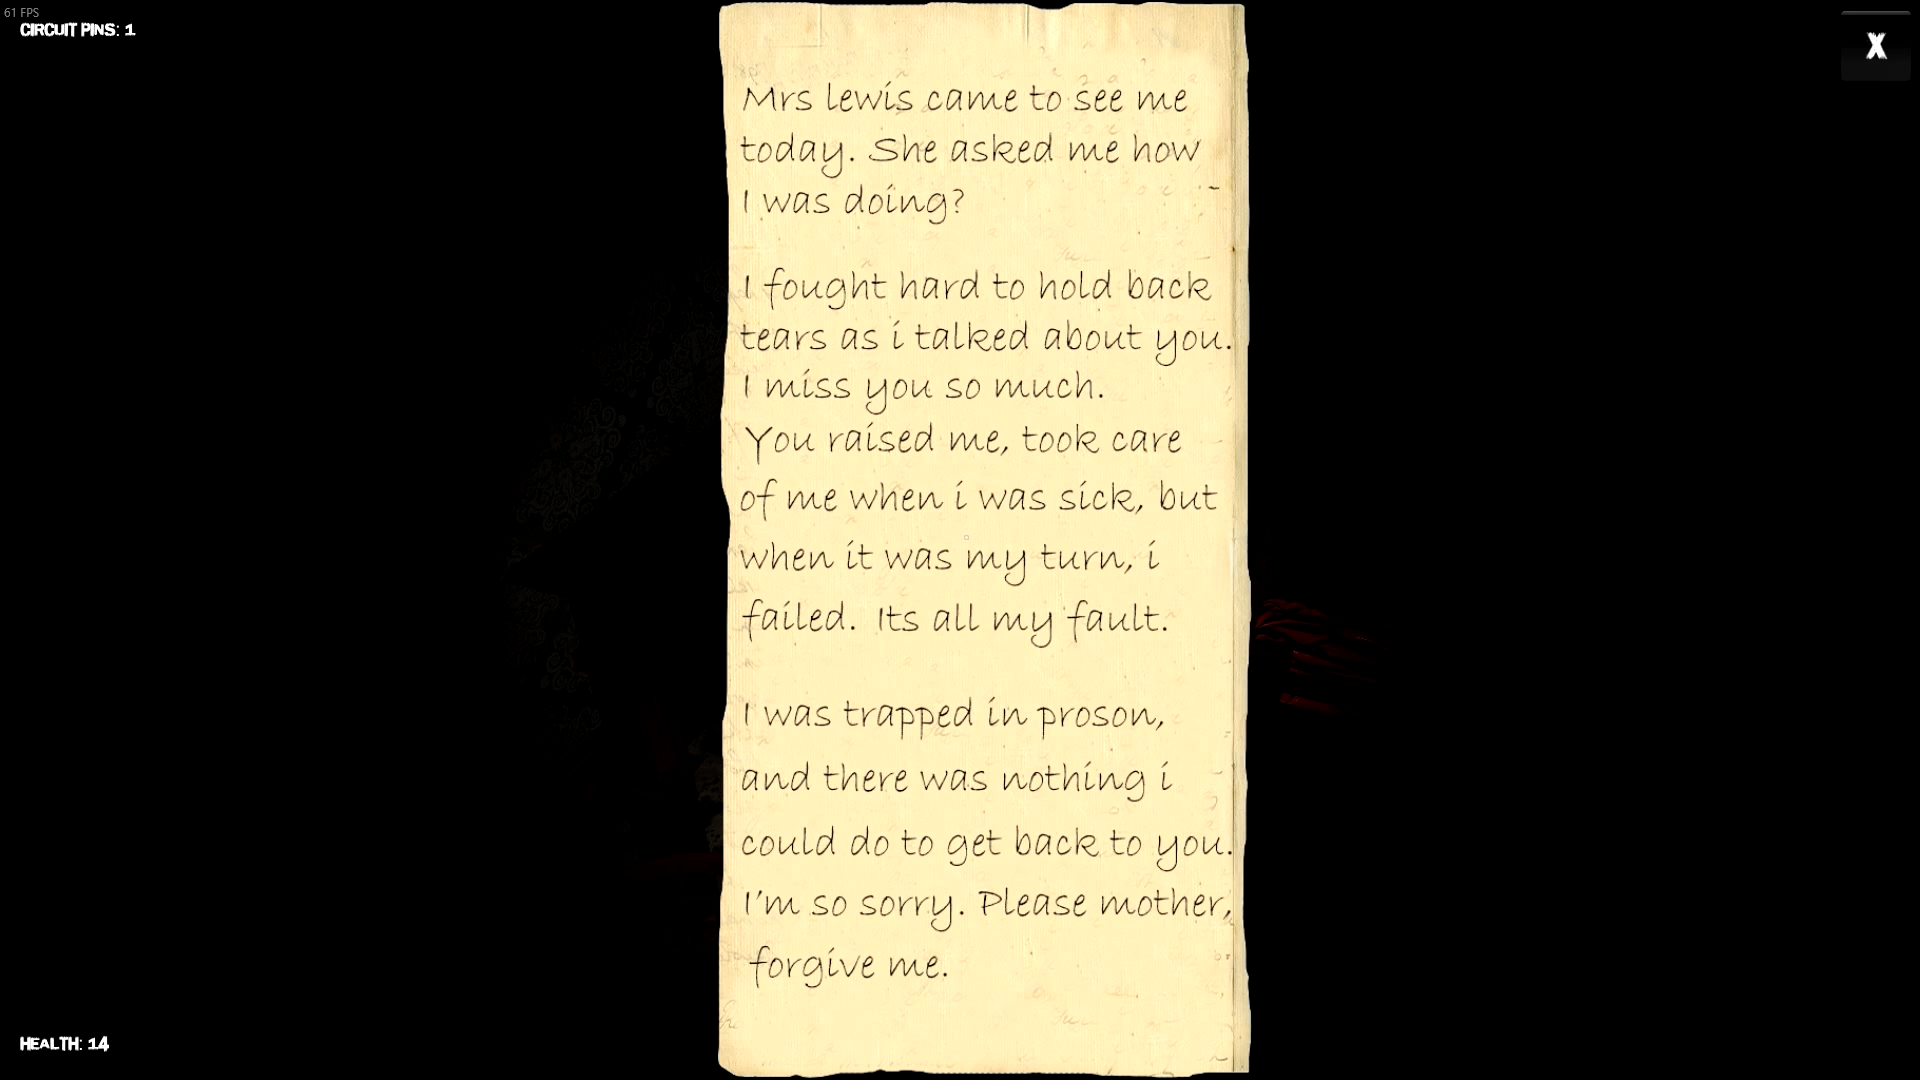 61 FPS
CIRCUIT PINS: 1
X
Mrs lewis came to see me
today. She asked me how
I was doing?
I fought hard to hold back
tears as i talked about you.
I miss you so much.
You raised me, took care
of me when i was sick, but
when it was my turn, i
failed. Its all my fault.
I was trapped in proson,
and there was nothing i
could do to get back to you.
I'm so sorry. Please mother,
forgive me.
HEALTH: 14